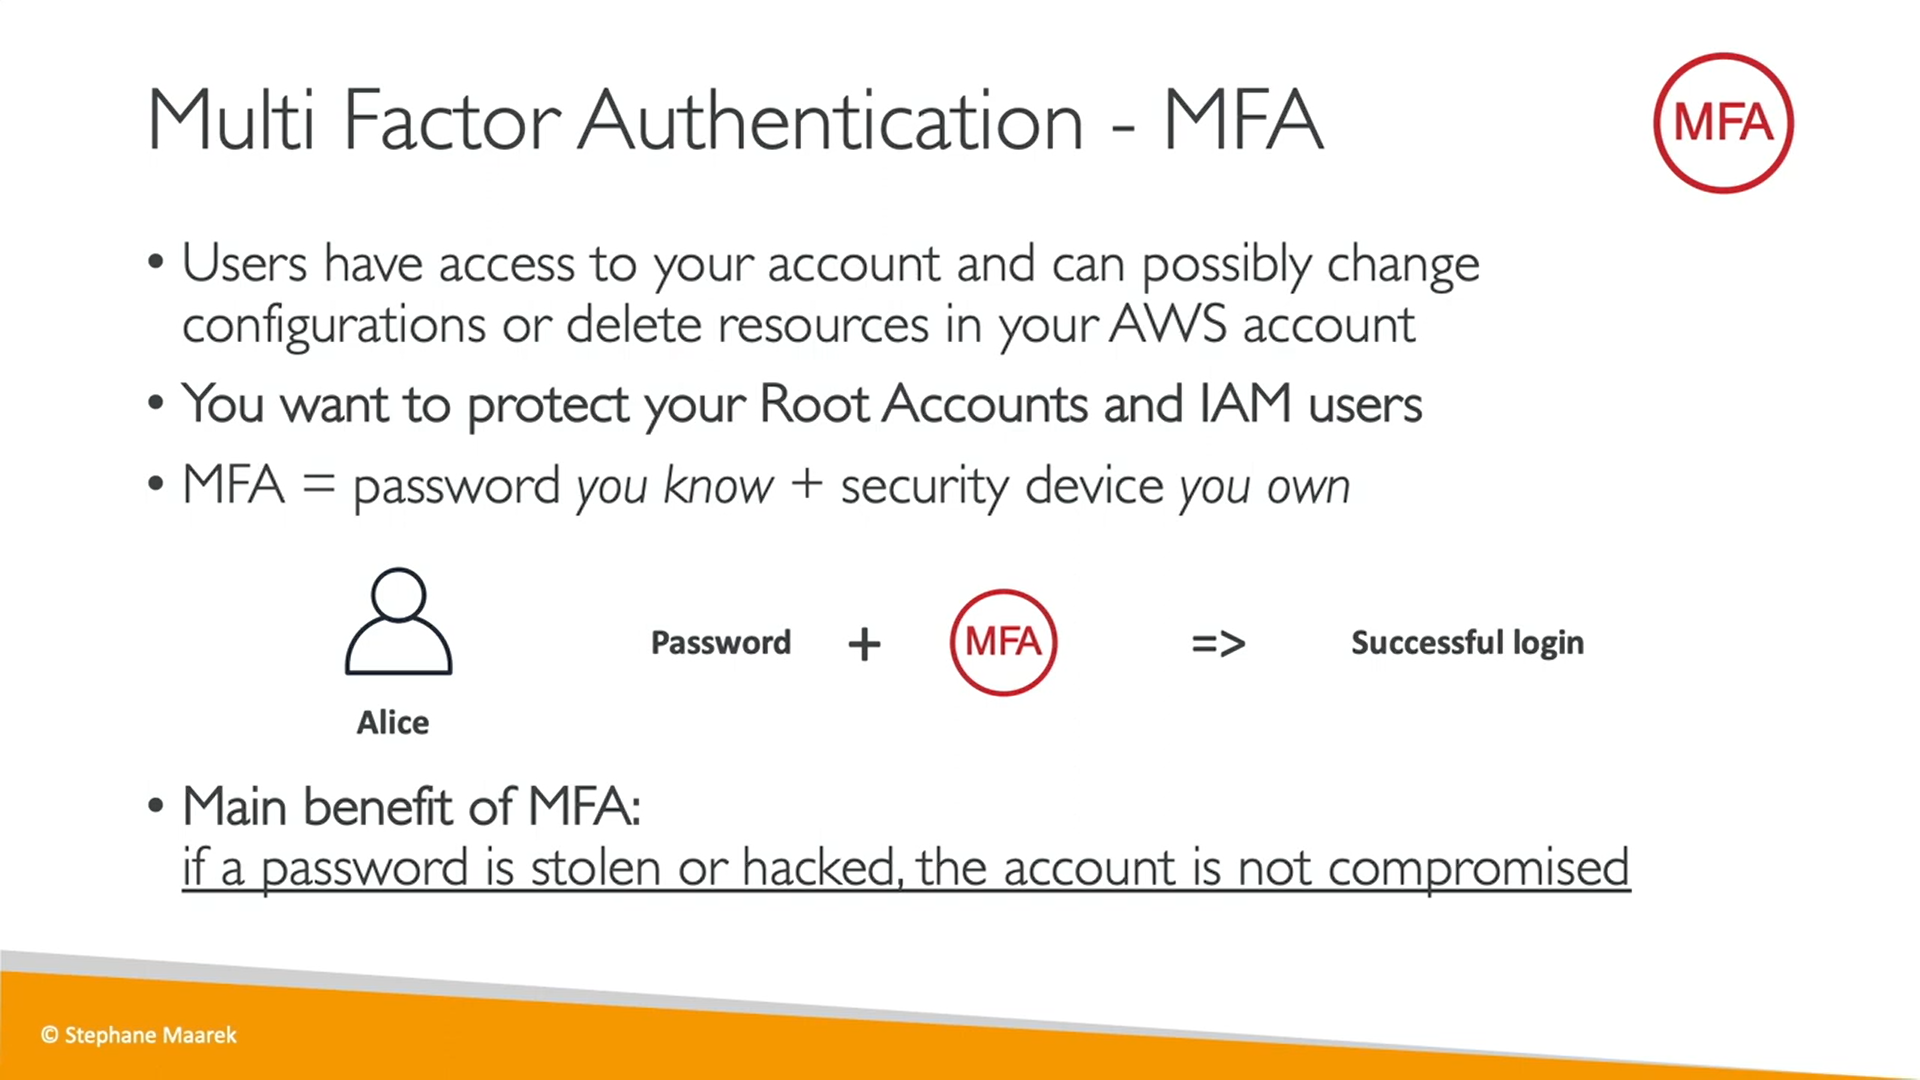 Multi Factor Authentication - MFA
MFA
• Users have access to your account and can possibly change
configurations or delete resources in your AWS account
• You want to protect your Root Accounts and IAM users
• MFA = password you know + security device you own
Password + MFA => Successful login
Alice
• Main benefit of MFA:
if a password is stolen or hacked, the account is not compromised
© Stephane Maarek